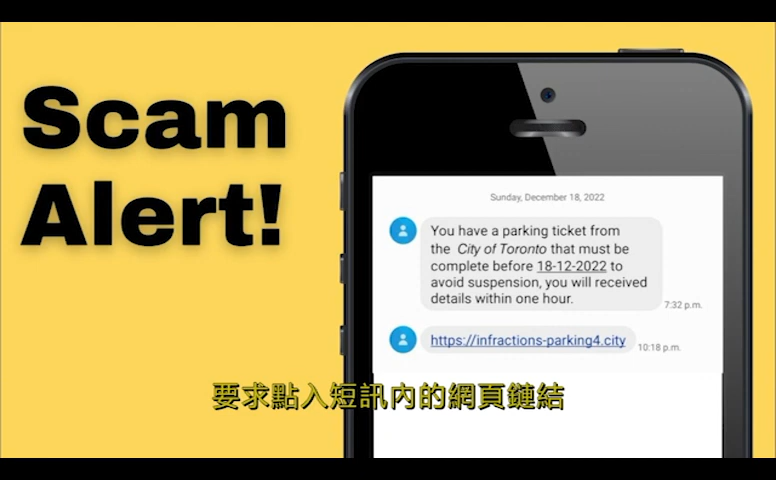 Scam
Alert!
Sunday, December 18, 2022
You have a parking ticket from
the City of Toronto that must be
complete before 18-12-2022 to
avoid suspension, you will received
details within one hour.
7:32 p.m.
https://infractions-parking4.city
10:18 p.m.
要求點入短訊內的網頁鏈結